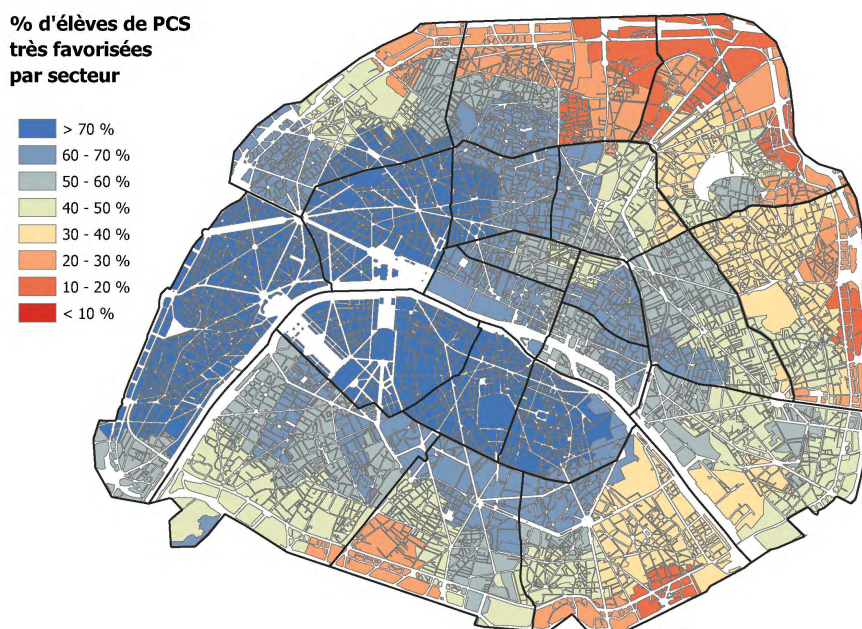 % d'élèves de PCS
très favorisées
par secteur
> 70 %
60 - 70 %
50 - 60 %
40 - 50 %
30 - 40 %
20 - 30 %
10 - 20 %
< 10 %